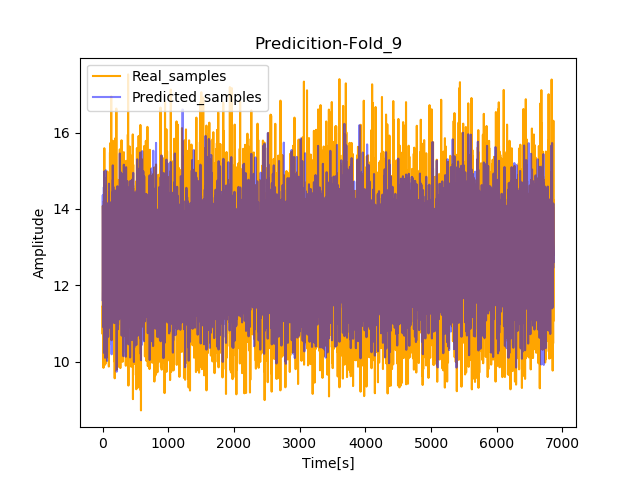 Predicition-Fold_9
Real_samples
Predicted_samples
Amplitude
16
14
12
10
0 1000 2000 3000 4000 5000 6000 7000
Time[s]